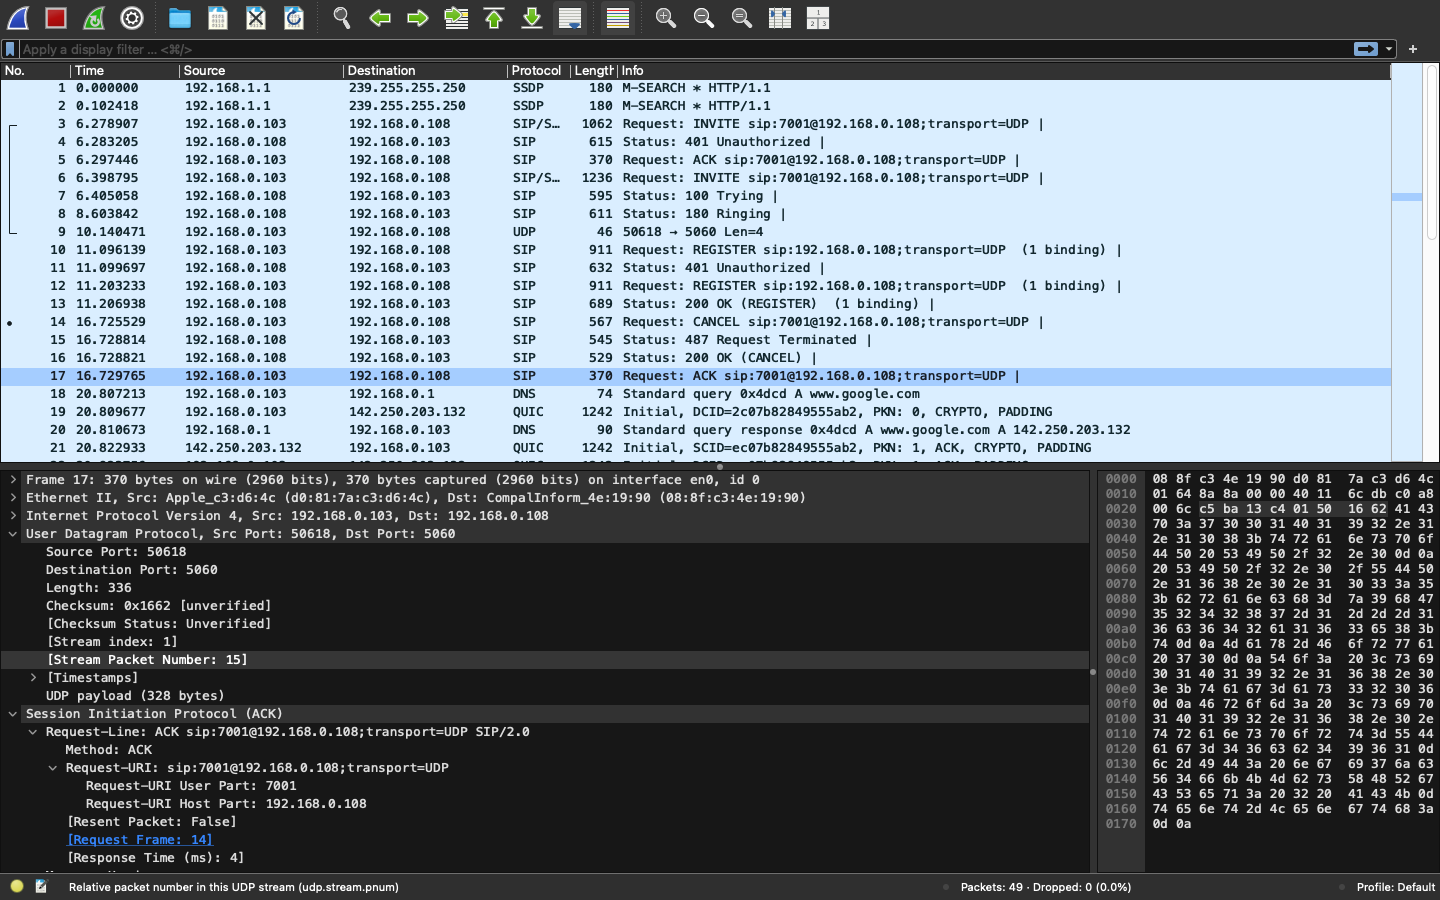 Apply a display filter … <⌘/>
No. Time Source Destination Protocol Length Info
1 0.000000 192.168.1.1 239.255.255.250 SSDP 180 M-SEARCH * HTTP/1.1
2 0.102418 192.168.1.1 239.255.255.250 SSDP 180 M-SEARCH * HTTP/1.1
3 6.278907 192.168.0.103 192.168.0.108 SIP/S… 1062 Request: INVITE sip:7001@192.168.0.108;transport=UDP |
4 6.283205 192.168.0.108 192.168.0.103 SIP 615 Status: 401 Unauthorized |
5 6.297446 192.168.0.103 192.168.0.108 SIP 370 Request: ACK sip:7001@192.168.0.108;transport=UDP |
6 6.398795 192.168.0.103 192.168.0.108 SIP/S… 1236 Request: INVITE sip:7001@192.168.0.108;transport=UDP |
7 6.405058 192.168.0.108 192.168.0.103 SIP 595 Status: 100 Trying |
8 8.603842 192.168.0.108 192.168.0.103 SIP 611 Status: 180 Ringing |
9 10.140471 192.168.0.103 192.168.0.108 UDP 46 50618 → 5060 Len=4
10 11.096139 192.168.0.103 192.168.0.108 SIP 911 Request: REGISTER sip:192.168.0.108;transport=UDP (1 binding) |
11 11.099697 192.168.0.108 192.168.0.103 SIP 632 Status: 401 Unauthorized |
12 11.203233 192.168.0.103 192.168.0.108 SIP 911 Request: REGISTER sip:192.168.0.108;transport=UDP (1 binding) |
13 11.206938 192.168.0.108 192.168.0.103 SIP 689 Status: 200 OK (REGISTER) (1 binding) |
14 16.725529 192.168.0.103 192.168.0.108 SIP 567 Request: CANCEL sip:7001@192.168.0.108;transport=UDP |
15 16.728814 192.168.0.108 192.168.0.103 SIP 545 Status: 487 Request Terminated |
16 16.728821 192.168.0.108 192.168.0.103 SIP 529 Status: 200 OK (CANCEL) |
17 16.729765 192.168.0.103 192.168.0.108 SIP 370 Request: ACK sip:7001@192.168.0.108;transport=UDP |
18 20.807213 192.168.0.103 192.168.0.1 DNS 74 Standard query 0x4dcd A www.google.com
19 20.809677 192.168.0.103 142.250.203.132 QUIC 1242 Initial, DCID=2c07b82849555ab2, PKN: 0, CRYPTO, PADDING
20 20.810673 192.168.0.1 192.168.0.103 DNS 90 Standard query response 0x4dcd A www.google.com A 142.250.203.132
21 20.822933 142.250.203.132 192.168.0.103 QUIC 1242 Initial, SCID=ec07b82849555ab2, PKN: 1, ACK, CRYPTO, PADDING
Frame 17: 370 bytes on wire (2960 bits), 370 bytes captured (2960 bits) on interface en0, id 0
Ethernet II, Src: Apple_c3:d6:4c (d0:81:7a:c3:d6:4c), Dst: CompalInform_4e:19:90 (08:8f:c3:4e:19:90)
Internet Protocol Version 4, Src: 192.168.0.103, Dst: 192.168.0.108
User Datagram Protocol, Src Port: 50618, Dst Port: 5060
Source Port: 50618
Destination Port: 5060
Length: 336
Checksum: 0x1662 [unverified]
[Checksum Status: Unverified]
[Stream index: 1]
[Stream Packet Number: 15]
[Timestamps]
UDP payload (328 bytes)
Session Initiation Protocol (ACK)
Request-Line: ACK sip:7001@192.168.0.108;transport=UDP SIP/2.0
Method: ACK
Request-URI: sip:7001@192.168.0.108;transport=UDP
Request-URI User Part: 7001
Request-URI Host Part: 192.168.0.108
[Resent Packet: False]
[Request Frame: 14]
[Response Time (ms): 4]
0000 08 8f c3 4e 19 90 d0 81 7a c3 d6 4c
0010 01 64 8a 8a 00 00 40 11 6c db c0 a8
0020 00 6c c5 ba 13 c4 01 50 16 62 41 43
0030 70 3a 37 30 30 31 40 31 39 32 2e 31
0040 2e 31 30 38 3b 74 72 61 6e 73 70 6f
0050 44 50 20 53 49 50 2f 32 2e 30 0d 0a
0060 20 53 49 50 2f 32 2e 30 2f 55 44 50
0070 2e 31 36 38 2e 30 2e 31 30 33 3a 35
0080 3b 62 72 61 6e 63 68 3d 7a 39 68 47
0090 35 32 34 32 38 37 2d 31 2d 2d 2d 31
00a0 36 63 36 34 32 61 31 36 33 65 38 3b
00b0 74 0d 0a 4d 61 78 2d 46 6f 72 77 61
00c0 20 37 30 0d 0a 54 6f 3a 20 3c 73 69
00d0 30 31 40 31 39 32 2e 31 36 38 2e 30
00e0 3e 3b 74 61 67 3d 61 73 33 32 30 36
00f0 0d 0a 46 72 6f 6d 3a 20 3c 73 69 70
0100 31 40 31 39 32 2e 31 36 38 2e 30 2e
0110 74 72 61 6e 73 70 6f 72 74 3d 55 44
0120 61 67 3d 34 36 63 62 34 39 36 31 0d
0130 6c 2d 49 44 3a 20 6e 67 69 37 6a 63
0140 56 34 66 6b 4b 4d 62 73 58 48 52 67
0150 43 53 65 71 3a 20 32 20 41 43 4b 0d
0160 74 65 6e 74 2d 4c 65 6e 67 74 68 3a
0170 0d 0a
Relative packet number in this UDP stream (udp.stream.pnum)
Packets: 49 · Dropped: 0 (0.0%)
Profile: Default